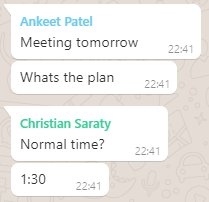 Ankeet Patel
Meeting tomorrow
22:41
Whats the plan
22:41
Christian Saraty
Normal time?
22:41
1:30
22:41